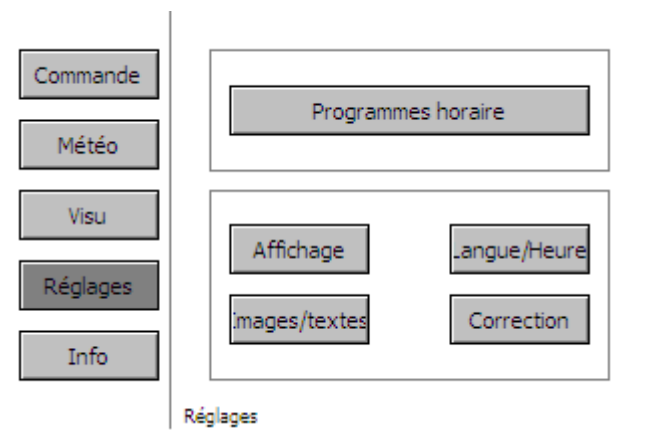 Commande
Météo
Visu
Réglages
Info
Programmes horaire
Affichage
Langue/Heure
Images/textes
Correction
Réglages